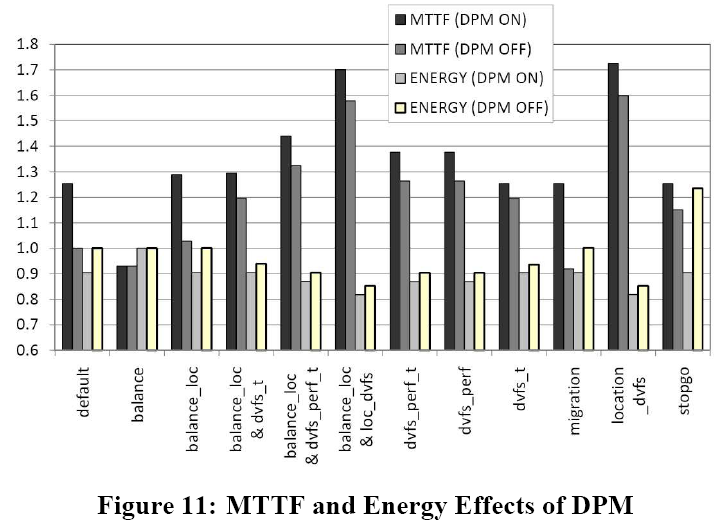 MTTF (DPM ON)
MTTF (DPM OFF)
ENERGY (DPM ON)
ENERGY (DPM OFF)
1.8
1.7
1.6
1.5
1.4
1.3
1.2
1.1
1.0
0.9
0.8
0.7
0.6
default
balance
balance_loc
balance_loc
& dvfs_t
balance_loc
& dvfs_perf_t
balance_loc
& loc_dvfs
dvfs_perf_t
dvfs_perf
dvfs_t
migration
location
_dvfs
stopgo
Figure 11: MTTF and Energy Effects of DPM